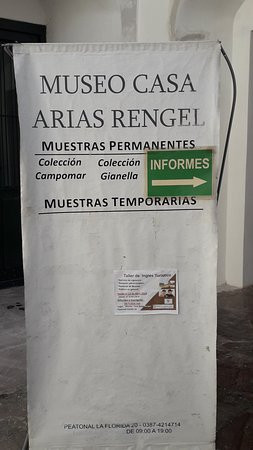 MUSEO CASA
ARIAS RENGEL
MUESTRAS PERMANENTES
Colección Colección
Campomar Gianella
INFORMES
MUESTRAS TEMPORARIAS
Taller de Inglés Turístico
PEATONAL LA FLORIDA 20 - 0387-4214714
DE 09:00 A 19:00